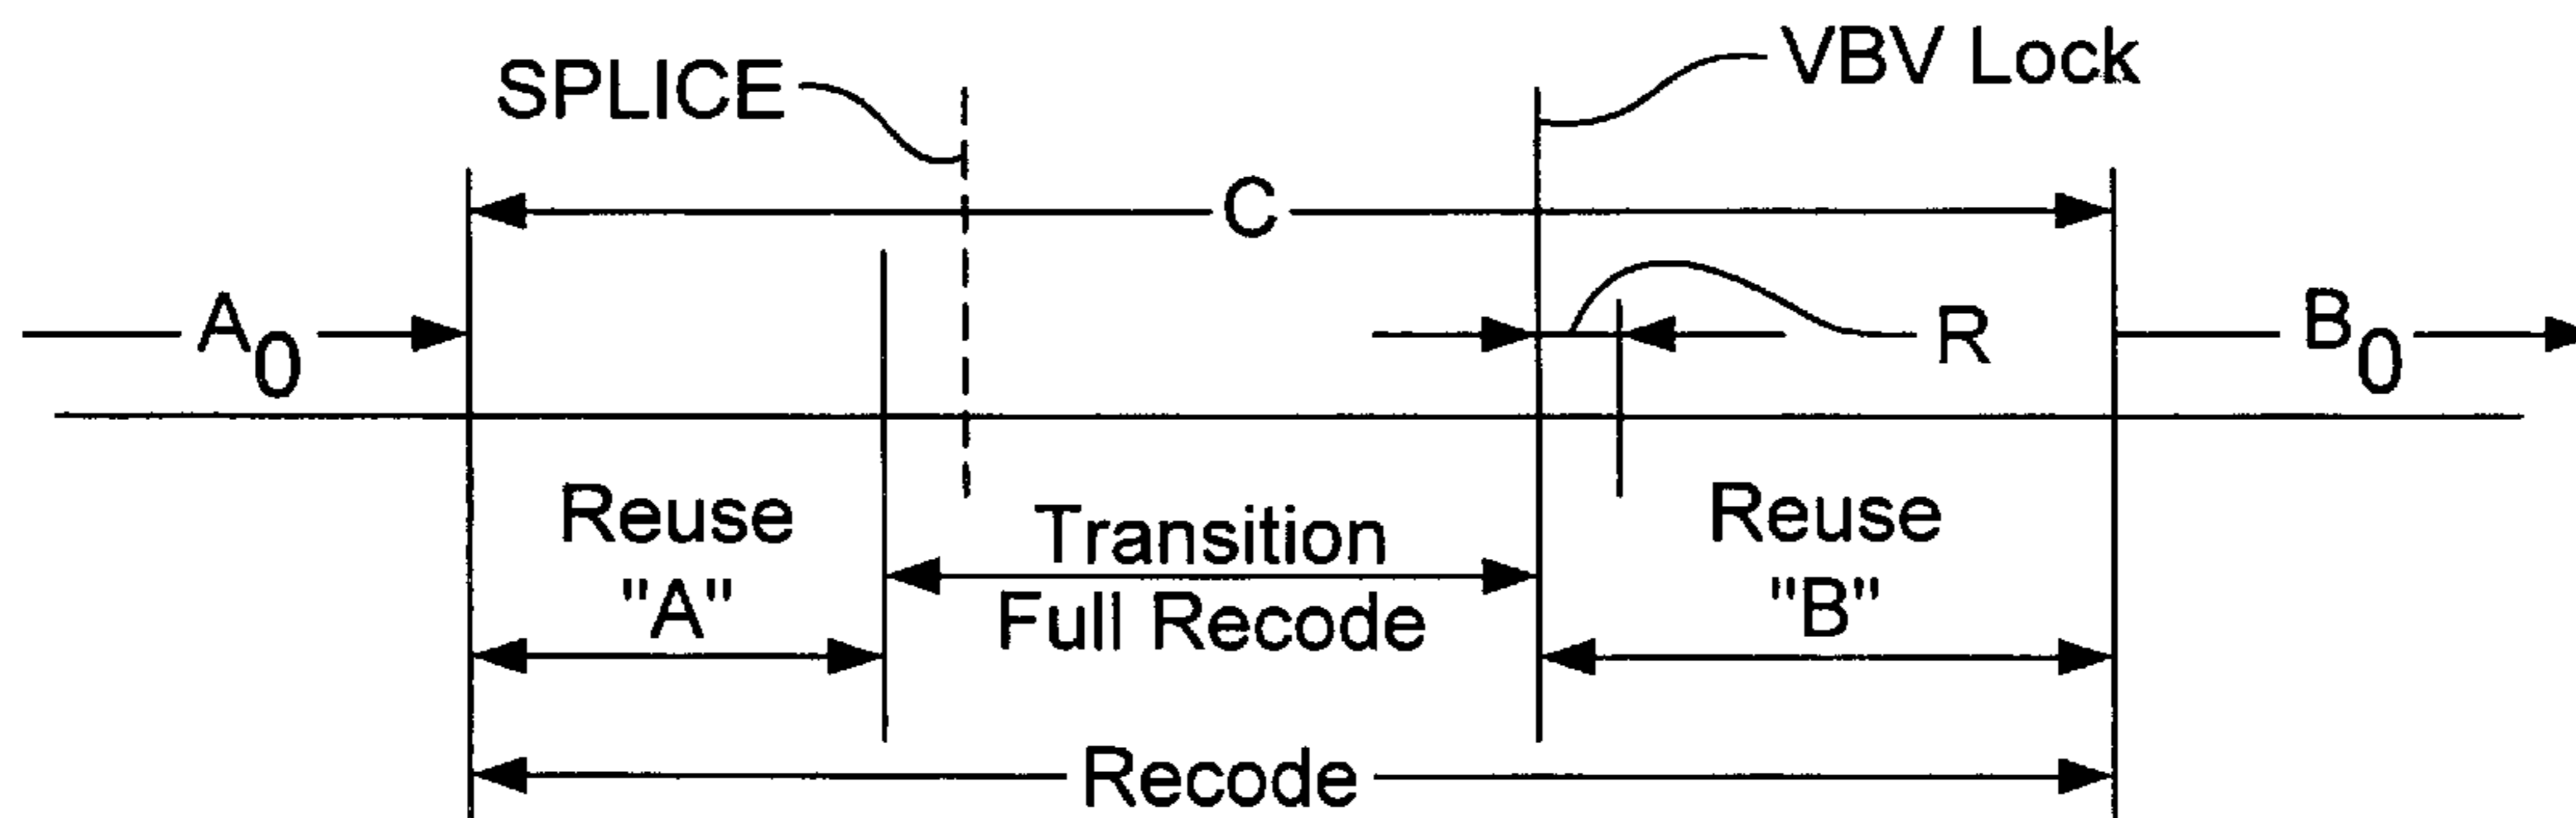 SPLICE
VBV Lock
C
A0
R
B0
Reuse
"A"
Transition
Full Recode
Reuse
"B"
Recode